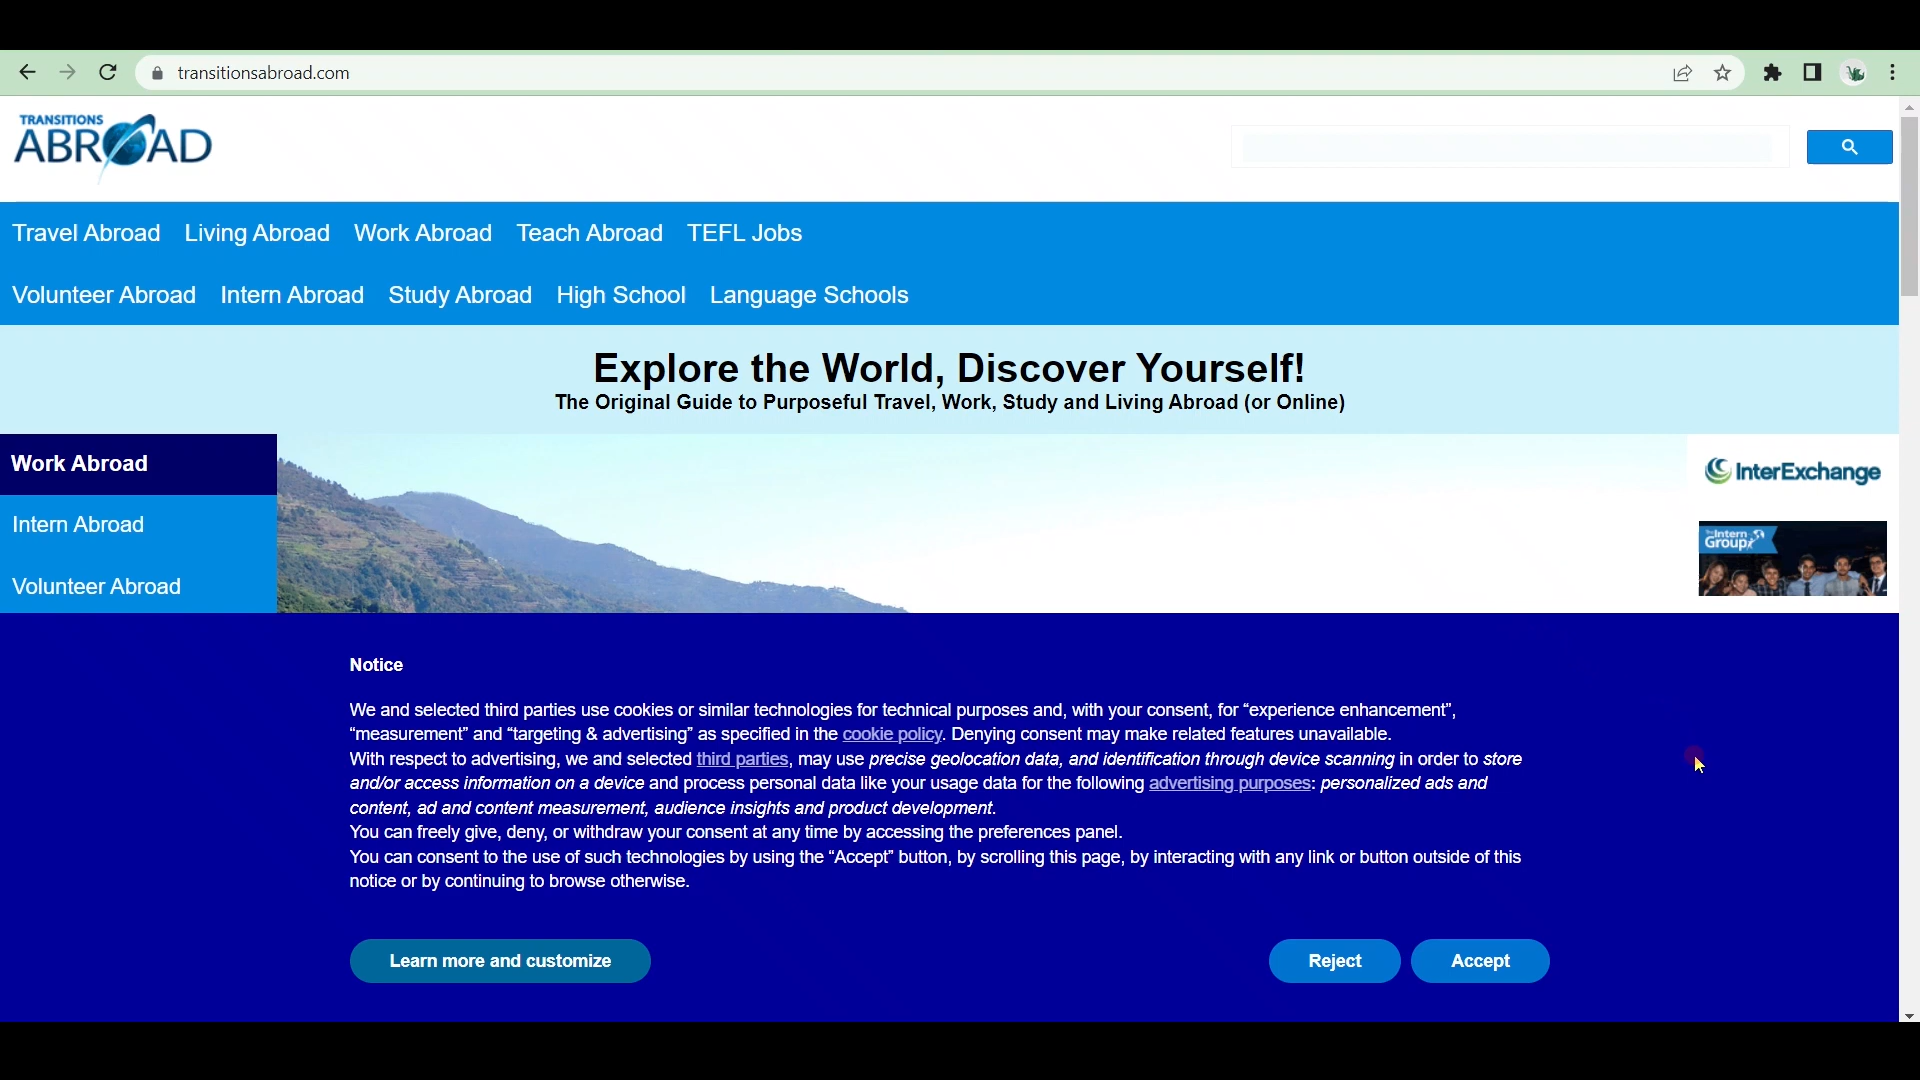 transitionsabroad.com
TRANSITIONS
ABROAD
Travel Abroad Living Abroad Work Abroad Teach Abroad TEFL Jobs
Volunteer Abroad Intern Abroad Study Abroad High School Language Schools
Explore the World, Discover Yourself!
The Original Guide to Purposeful Travel, Work, Study and Living Abroad (or Online)
Work Abroad
InterExchange
Intern Abroad
Intern
Group
Volunteer Abroad
Notice
We and selected third parties use cookies or similar technologies for technical purposes and, with your consent, for “experience enhancement”,
“measurement” and “targeting & advertising” as specified in the cookie policy. Denying consent may make related features unavailable.
With respect to advertising, we and selected third parties, may use precise geolocation data, and identification through device scanning in order to store
and/or access information on a device and process personal data like your usage data for the following advertising purposes: personalized ads and
content, ad and content measurement, audience insights and product development.
You can freely give, deny, or withdraw your consent at any time by accessing the preferences panel.
You can consent to the use of such technologies by using the “Accept” button, by scrolling this page, by interacting with any link or button outside of this
notice or by continuing to browse otherwise.
Learn more and customize Reject Accept